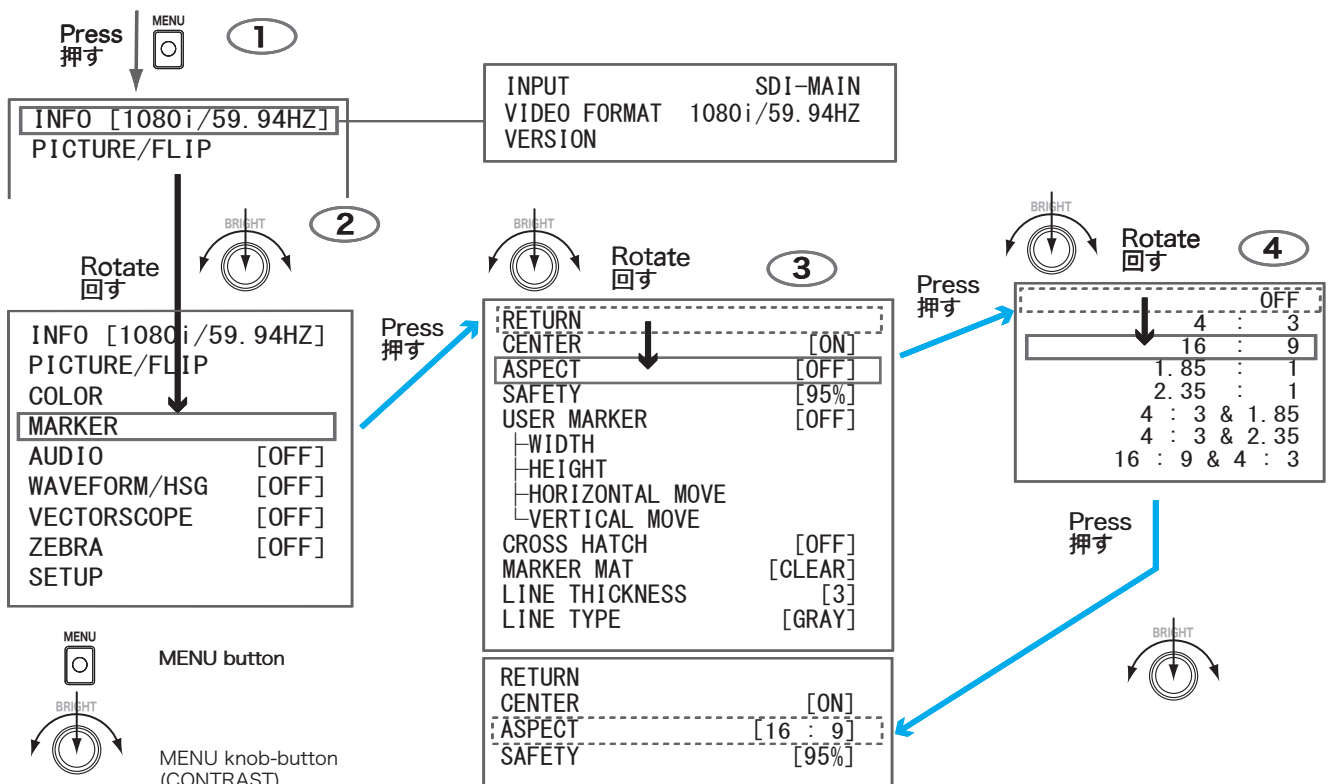 Press
押す
MENU
1
INFO [1080i/59.94HZ]
PICTURE/FLIP
INPUT SDI-MAIN
VIDEO FORMAT 1080i/59.94HZ
VERSION
Rotate
回す
BRIGHT
2
INFO [1080i/59.94HZ]
PICTURE/FLIP
COLOR
MARKER
AUDIO [OFF]
WAVEFORM/HSG [OFF]
VECTORSCOPE [OFF]
ZEBRA [OFF]
SETUP
Press
押す
BRIGHT
Rotate
回す
3
RETURN
CENTER [ON]
ASPECT [OFF]
SAFETY [95%]
USER MARKER [OFF]
├WIDTH
├HEIGHT
├HORIZONTAL MOVE
└VERTICAL MOVE
CROSS HATCH [OFF]
MARKER MAT [CLEAR]
LINE THICKNESS [3]
LINE TYPE [GRAY]
Press
押す
BRIGHT
Rotate
回す
4
OFF
4 : 3
16 : 9
1.85 : 1
2.35 : 1
4 : 3 & 1.85
4 : 3 & 2.35
16 : 9 & 4 : 3
Press
押す
BRIGHT
RETURN
CENTER [ON]
ASPECT [16 : 9]
SAFETY [95%]
MENU
MENU button
BRIGHT
MENU knob-button
(CONTRAST)